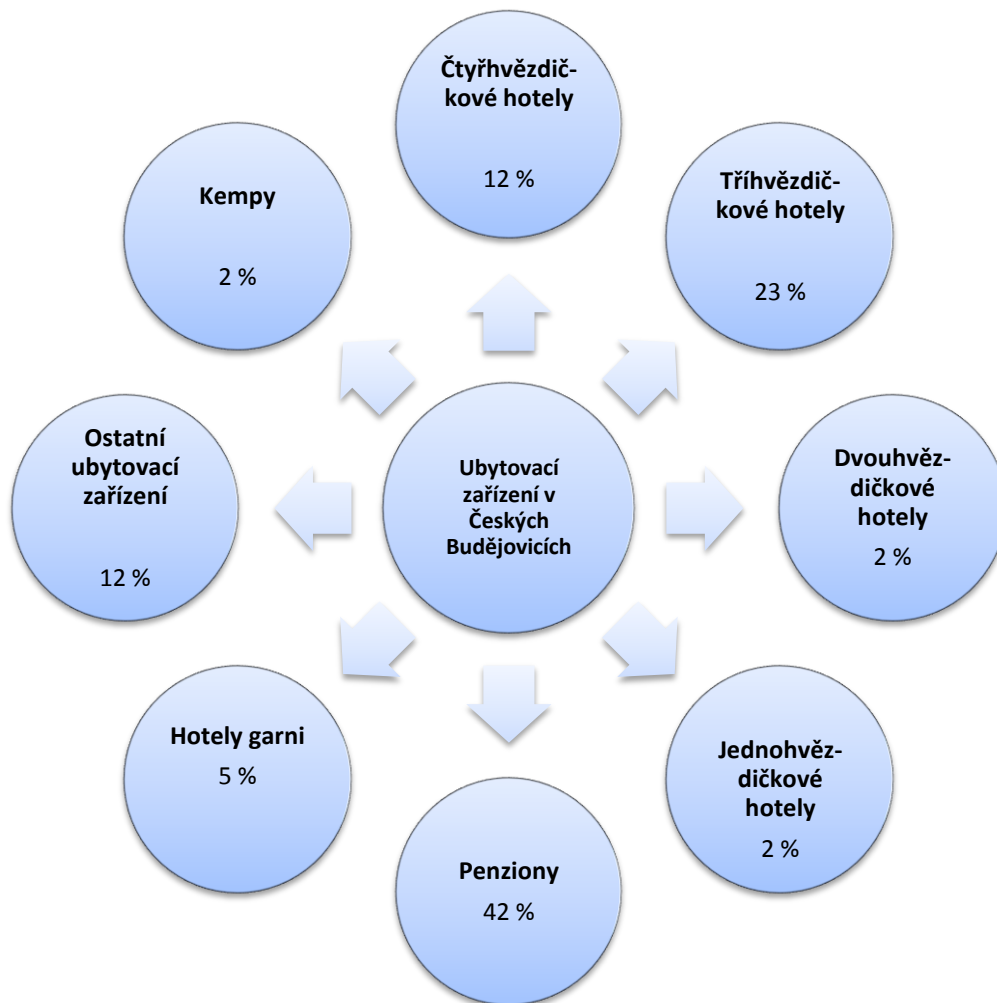 Čtyřhvězdič-
kové hotely
12 %
Tříhvězdič-
kové hotely
23 %
Dvouhvěz-
dičkové
hotely
2 %
Jednohvěz-
dičkové
hotely
2 %
Penziony
42 %
Hotely garni
5 %
Ostatní
ubytovací
zařízení
12 %
Kempy
2 %
Ubytovací
zařízení v
Českých
Budějovicích